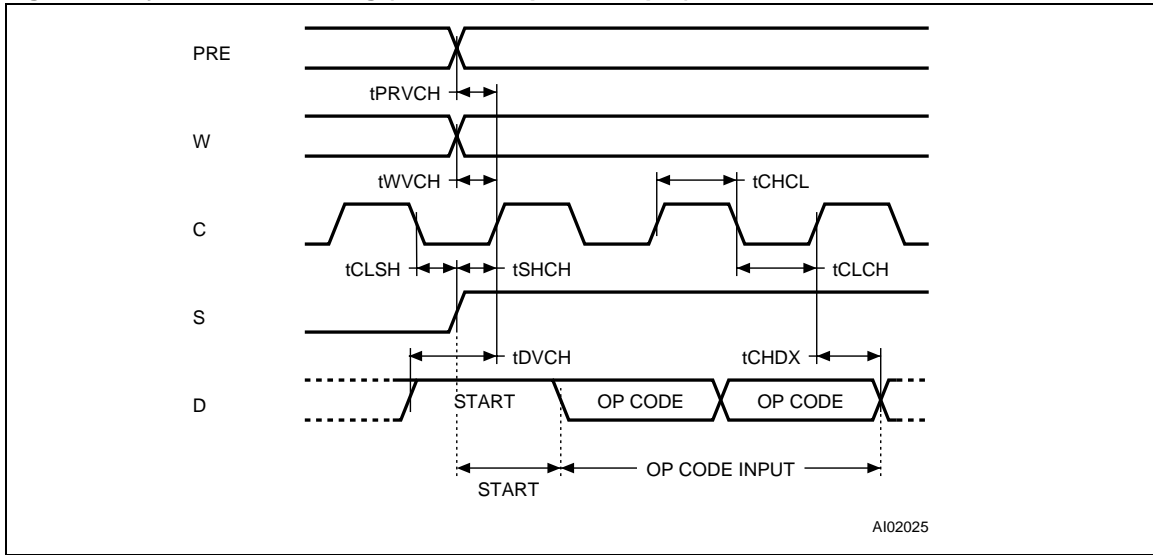 PRE
tPRVCH
W
tWVCH
tCHCL
C
tCLSH tSHCH tCLCH
S
tDVCH tCHDX
D START OP CODE OP CODE
OP CODE INPUT
START
AI02025